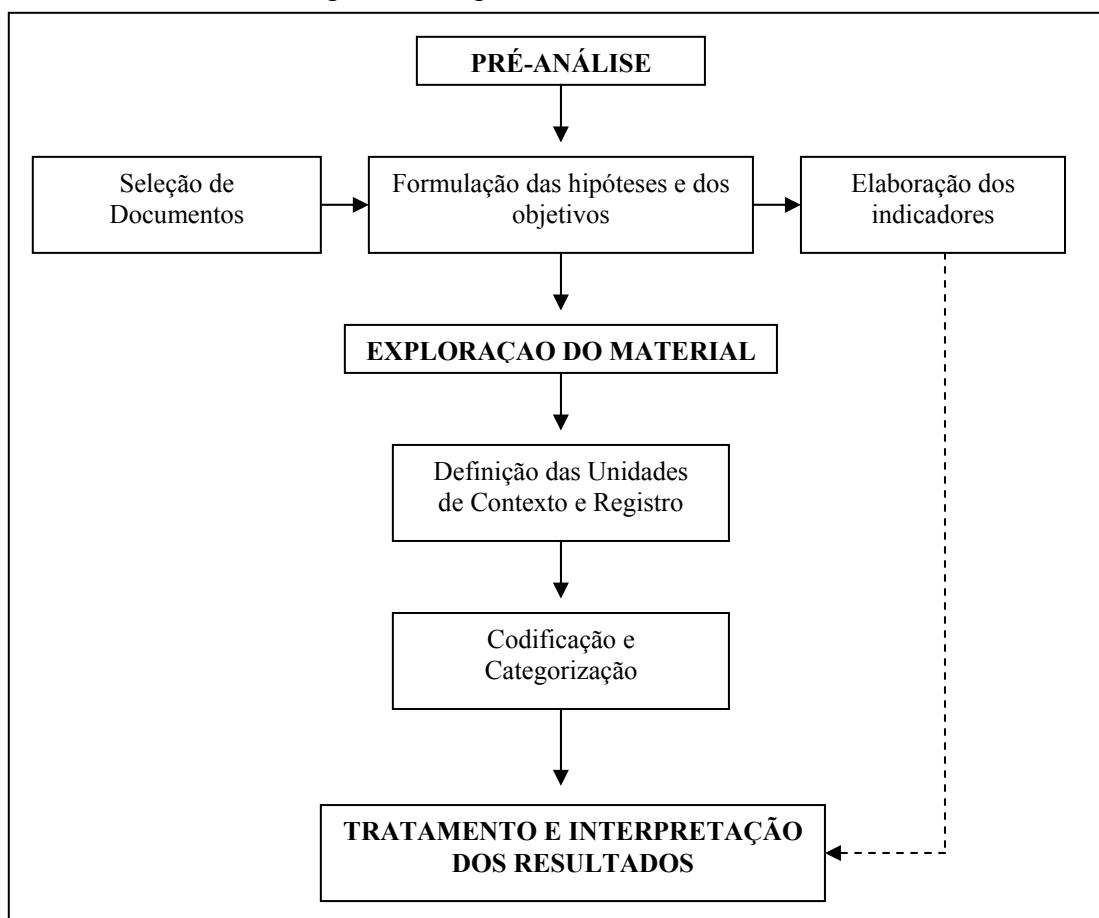 PRÉ-ANÁLISE
Seleção de
Documentos
Formulação das hipóteses e dos
objetivos
Elaboração dos
indicadores
EXPLORAÇAO DO MATERIAL
Definição das Unidades
de Contexto e Registro
Codificação e
Categorização
TRATAMENTO E INTERPRETAÇÃO
DOS RESULTADOS